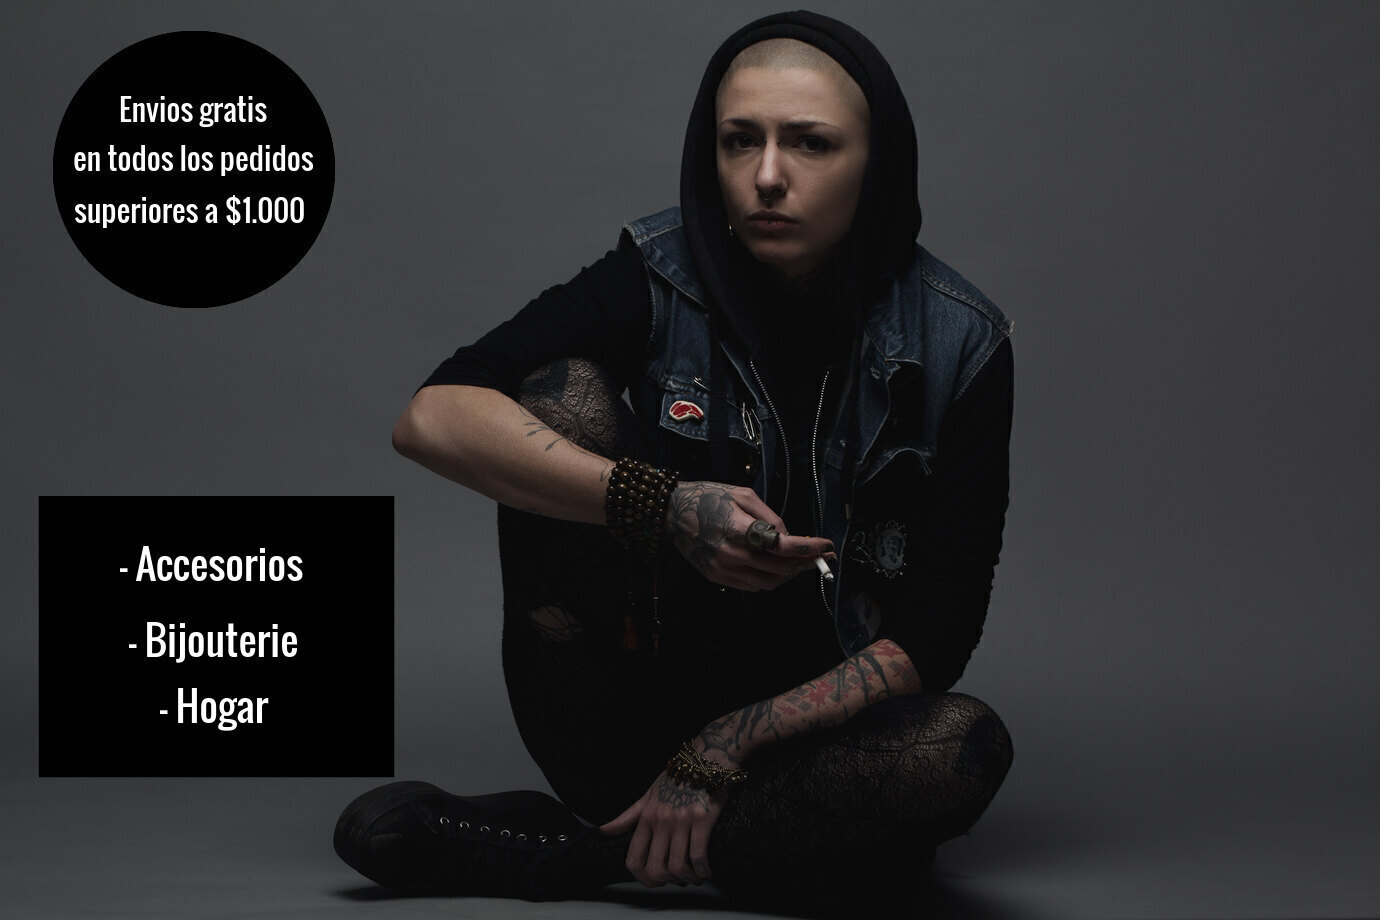 Envios gratis
en todos los pedidos
superiores a $1.000
- Accesorios
- Bijouterie
- Hogar